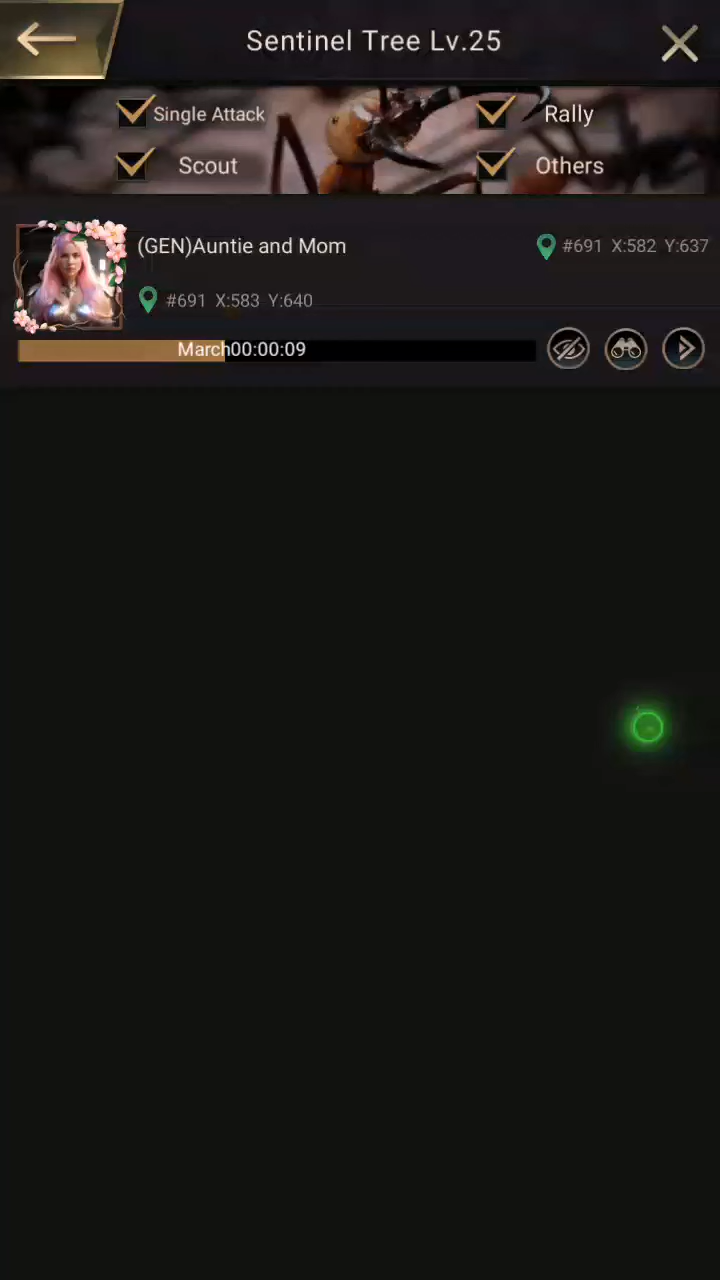 Sentinel Tree Lv.25
Single Attack
Rally
Scout
Others
(GEN)Auntie and Mom
#691 X:582 Y:637
#691 X:583 Y:640
March00:00:09